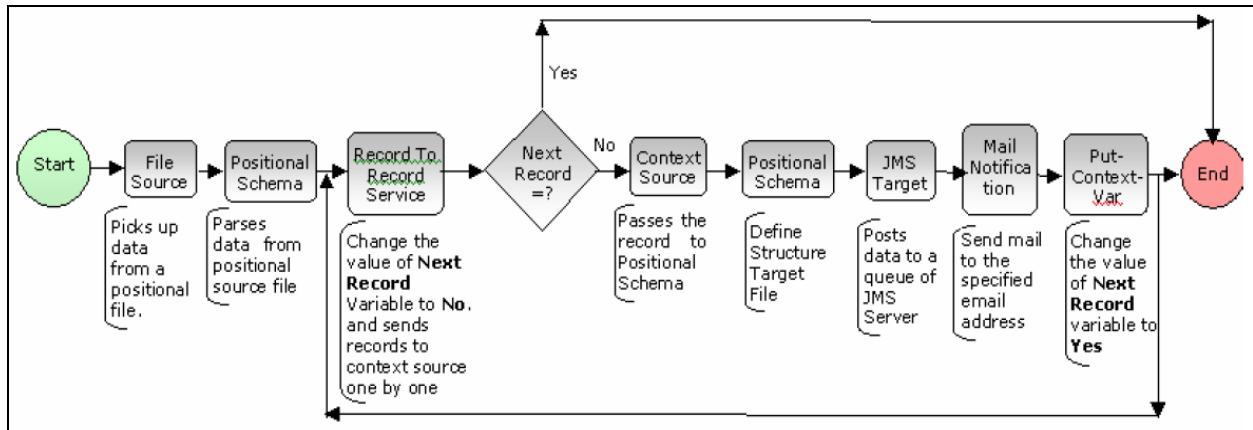 Yes
No
Start
File
Source
Positional
Schema
Record To
Record
Service
Next
Record
=?
Context
Source
Positional
Schema
JMS
Target
Mail
Notifica
tion
Put-
Context-
Var
End
Picks up
data
from a
positional
file.
Parses
data from
positional
source file
Change the
value of Next
Record
Variable to No.
and sends
records to
context source
one by one
Passes the
record to
Positional
Schema
Define
Structure
Target
File
Posts
data to a
queue of
JMS
Server
Send mail
to the
specified
email
address
Change
the value
of Next
Record
variable to
Yes